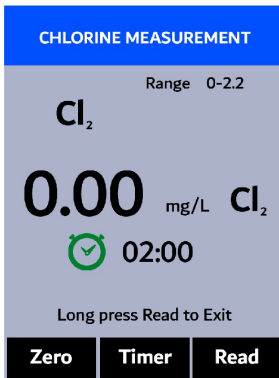 CHLORINE MEASUREMENT
Range 0-2.2
Cl₂
0.00 mg/L Cl₂
02:00
Long press Read to Exit
Zero Timer Read